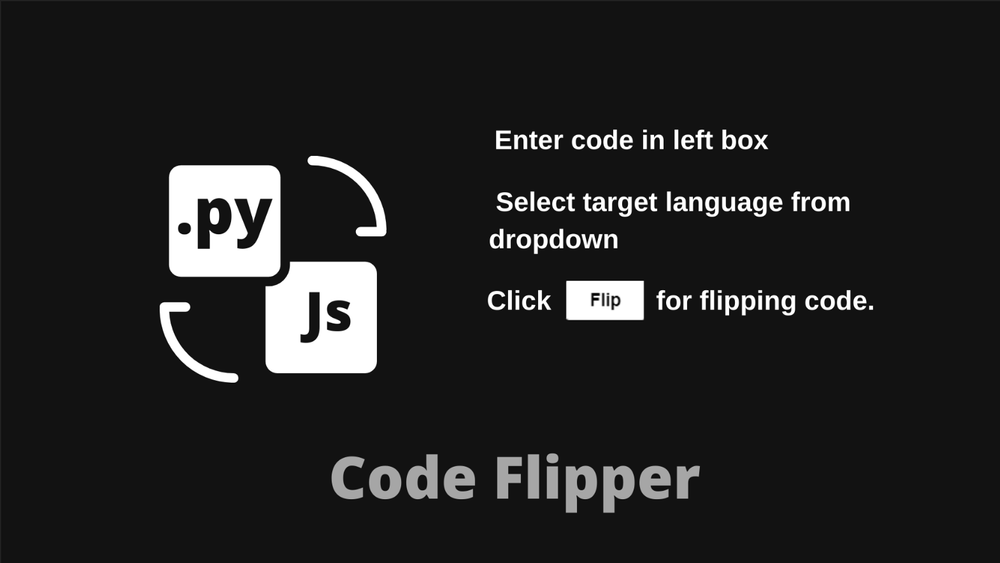 .py
Js
Enter code in left box
Select target language from
dropdown
Click Flip for flipping code.
Code Flipper